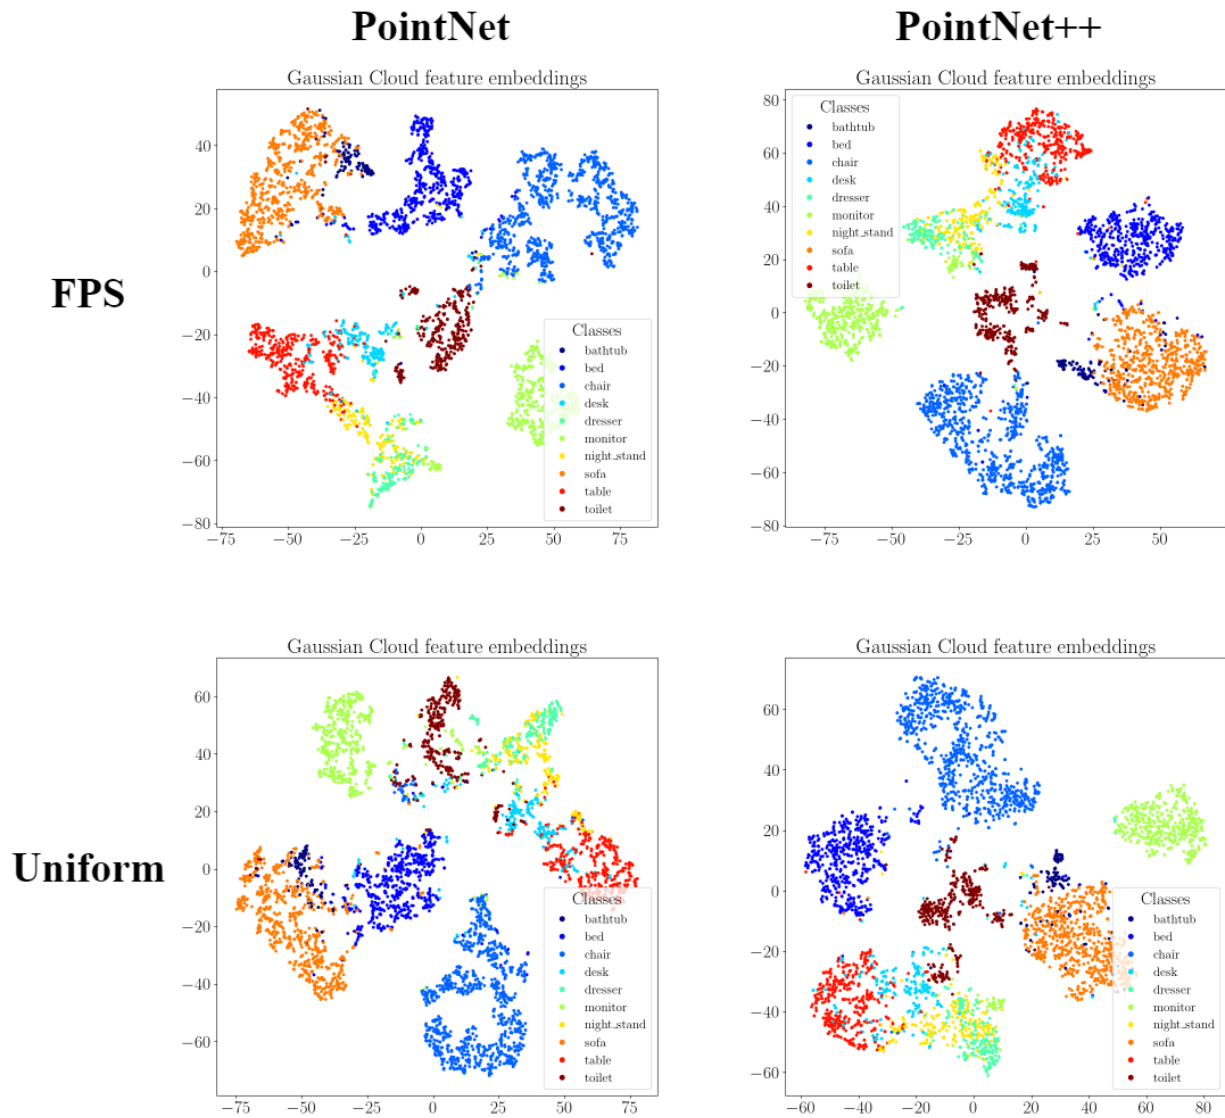 PointNet
PointNet++
FPS
Gaussian Cloud feature embeddings
40
20
0
−20
−40
−60
−80
−75
−50
−25
0
25
50
75
Classes
bathtub
bed
chair
desk
dresser
monitor
night_stand
sofa
table
toilet
Gaussian Cloud feature embeddings
80
60
40
20
0
−20
−40
−60
−80
−75
−50
−25
0
25
50
Classes
bathtub
bed
chair
desk
dresser
monitor
night_stand
sofa
table
toilet
Uniform
Gaussian Cloud feature embeddings
60
40
20
0
−20
−40
−60
−75
−50
−25
0
25
50
75
Classes
bathtub
bed
chair
desk
dresser
monitor
night_stand
sofa
table
toilet
Gaussian Cloud feature embeddings
60
40
20
0
−20
−40
−60
−60
−40
−20
0
20
40
60
80
Classes
bathtub
bed
chair
desk
dresser
monitor
night_stand
sofa
table
toilet